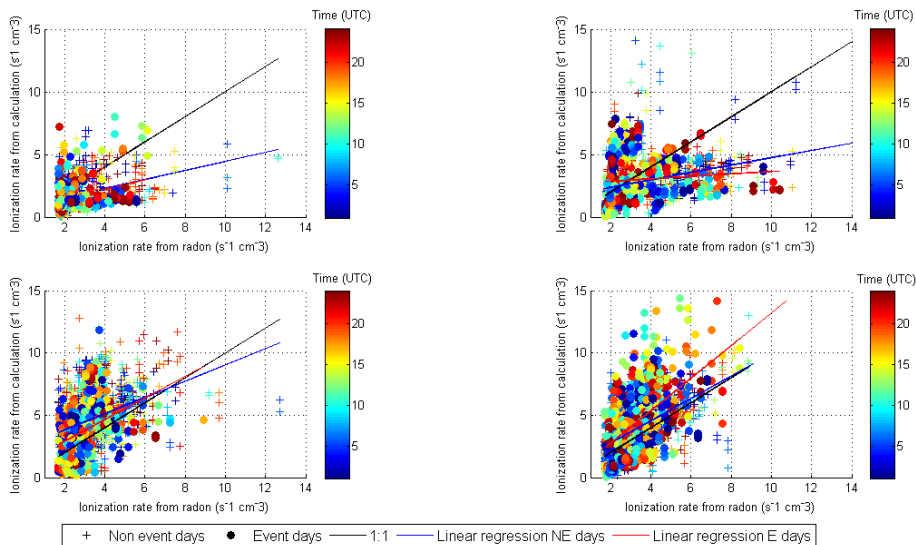 Time (UTC)
Time (UTC)
Ionization rate from calculation (s⁻¹ cm⁻³)
15
10
5
0
2 4 6 8 10 12 14
Ionization rate from radon (s⁻¹ cm⁻³)
20
15
10
5
Ionization rate from calculation (s⁻¹ cm⁻³)
15
10
5
0
2 4 6 8 10 12 14
Ionization rate from radon (s⁻¹ cm⁻³)
20
15
10
5
Time (UTC)
Time (UTC)
Ionization rate from calculation (s⁻¹ cm⁻³)
15
10
5
0
2 4 6 8 10 12 14
Ionization rate from radon (s⁻¹ cm⁻³)
20
15
10
5
Ionization rate from calculation (s⁻¹ cm⁻³)
15
10
5
0
2 4 6 8 10 12 14
Ionization rate from radon (s⁻¹ cm⁻³)
20
15
10
5
Non event days Event days 1:1 Linear regression NE days Linear regression E days